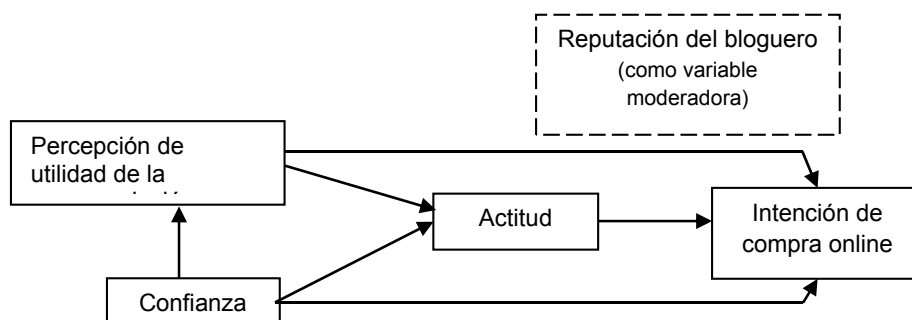 Reputación del bloguero
(como variable
moderadora)
Percepción de
utilidad de la
Actitud
Intención de
compra online
Confianza